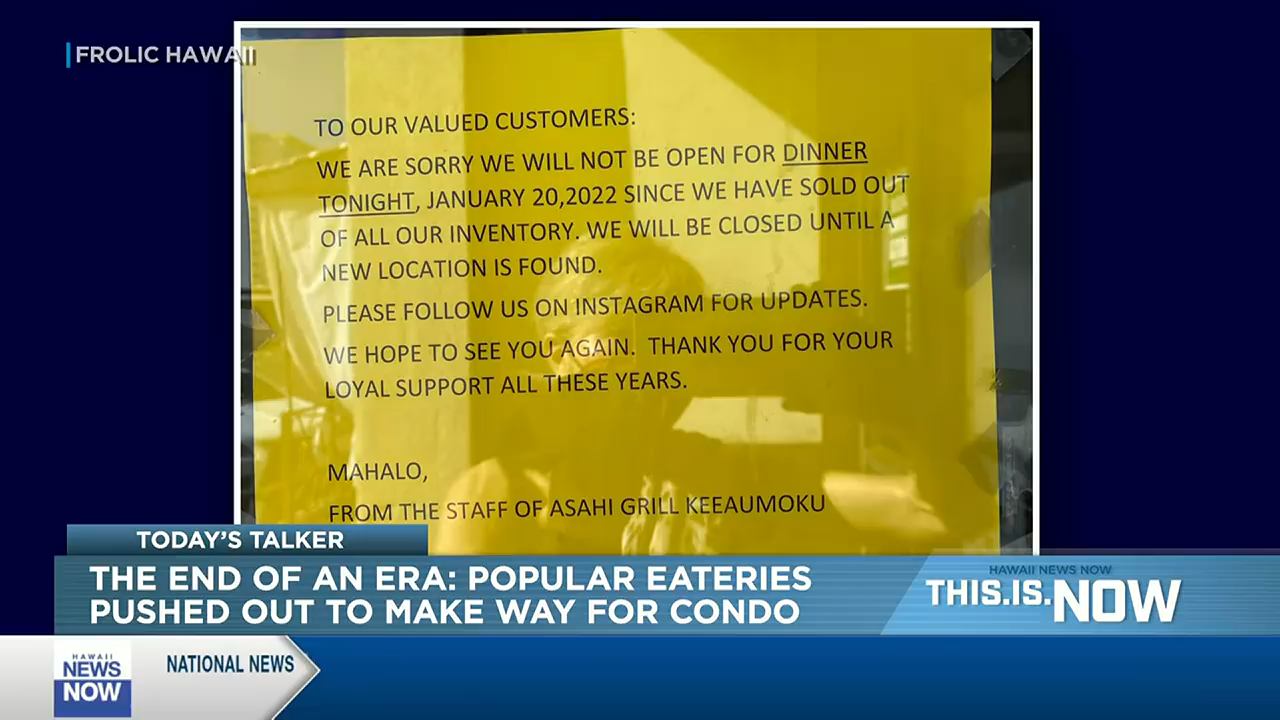 FROLIC HAWAII
TO OUR VALUED CUSTOMERS:
WE ARE SORRY WE WILL NOT BE OPEN FOR DINNER
TONIGHT, JANUARY 20,2022 SINCE WE HAVE SOLD OUT
OF ALL OUR INVENTORY. WE WILL BE CLOSED UNTIL A
NEW LOCATION IS FOUND.
PLEASE FOLLOW US ON INSTAGRAM FOR UPDATES.
WE HOPE TO SEE YOU AGAIN. THANK YOU FOR YOUR
LOYAL SUPPORT ALL THESE YEARS.
MAHALO,
FROM THE STAFF OF ASAHI GRILL KEEAUMOKU
TODAY'S TALKER
THE END OF AN ERA: POPULAR EATERIES
PUSHED OUT TO MAKE WAY FOR CONDO
HAWAII NEWS NOW
THIS.IS.NOW
HAWAII
NEWS
NOW
NATIONAL NEWS